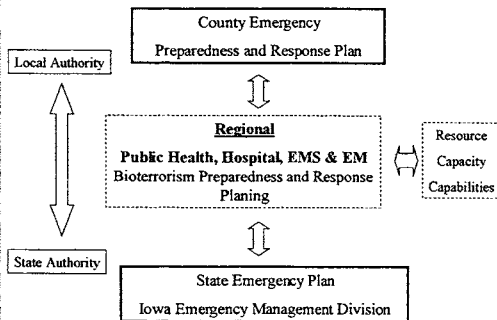 County Emergency
Preparedness and Response Plan
Local Authority
Regional
Public Health, Hospital, EMS & EM
Bioterrorism Preparedness and Response
Planing
Resource
Capacity
Capabilities
State Authority
State Emergency Plan
Iowa Emergency Management Division